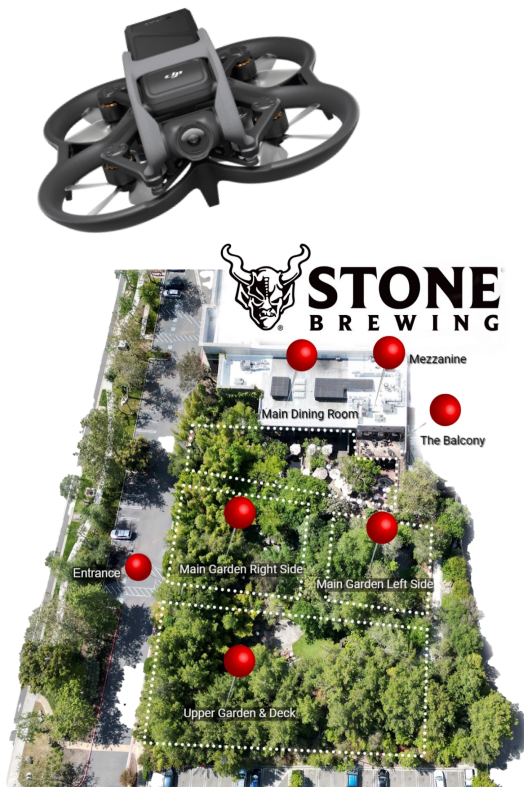 dji
STONE
BREWING
Mezzanine
Main Dining Room
The Balcony
Main Garden Right Side
Entrance
Main Garden Left Side
Upper Garden & Deck